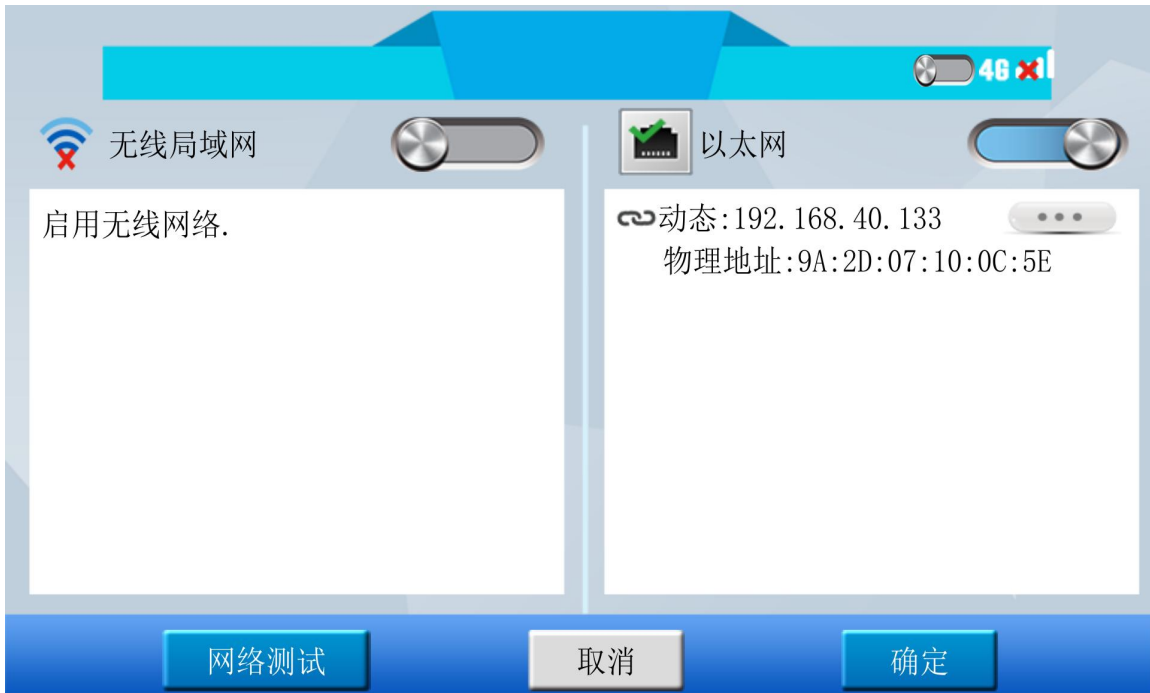 4G
无线局域网
以太网
启用无线网络.
动态:192.168.40.133
物理地址:9A:2D:07:10:0C:5E
网络测试
取消
确定